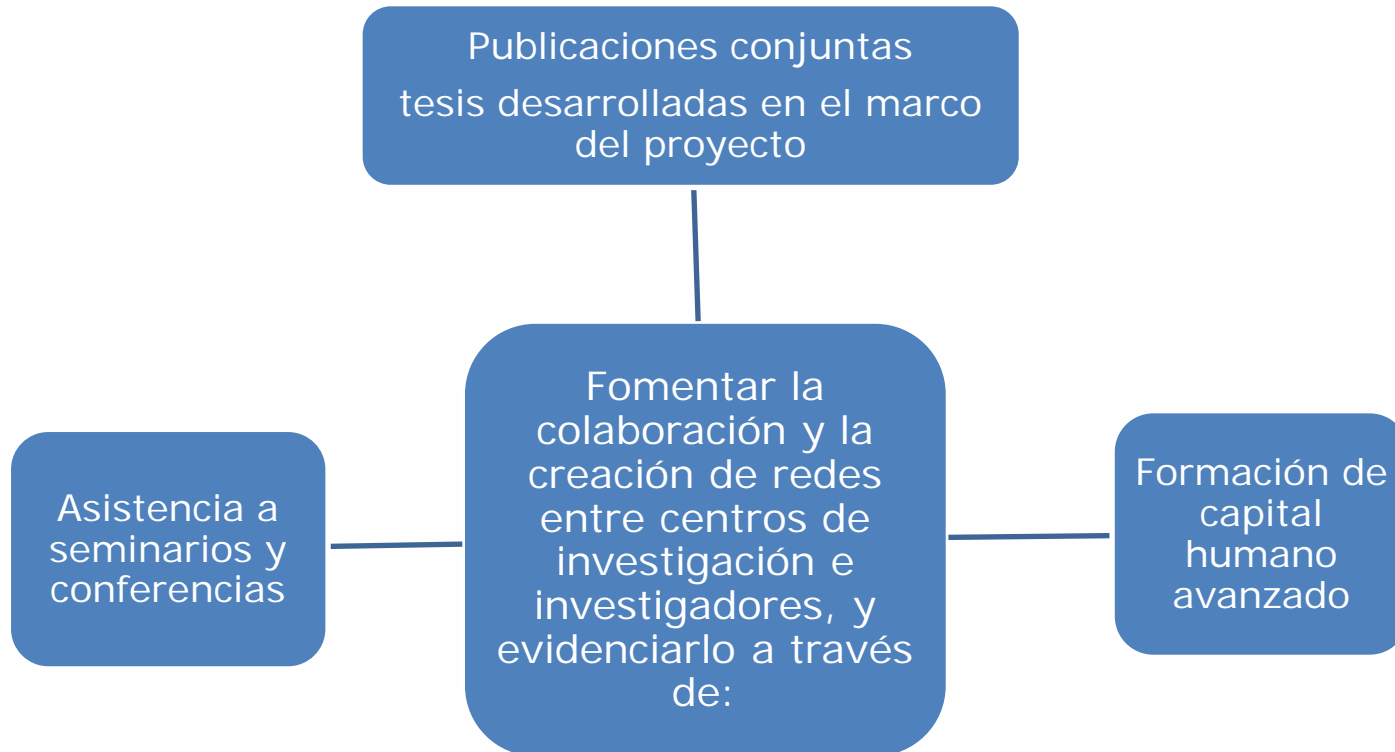 Publicaciones conjuntas
tesis desarrolladas en el marco
del proyecto
Fomentar la
colaboración y la
creación de redes
entre centros de
investigación e
investigadores, y
evidenciarlo a través
de:
Asistencia a
seminarios y
conferencias
Formación de
capital
humano
avanzado